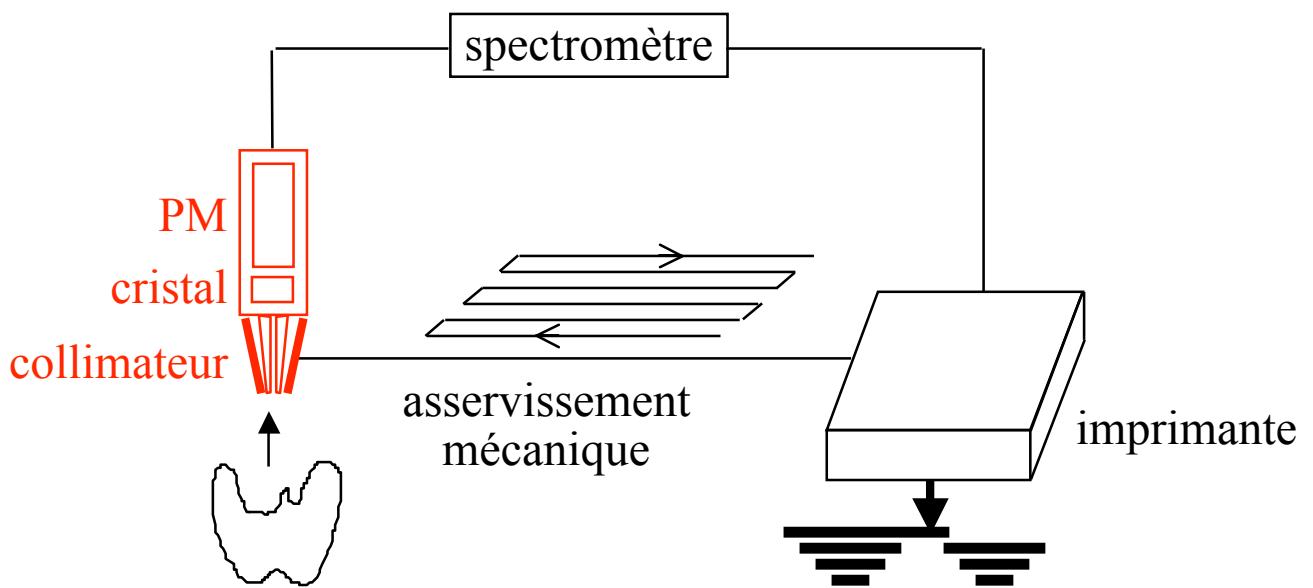 spectromètre
PM
cristal
collimateur
asservissement
mécanique
imprimante